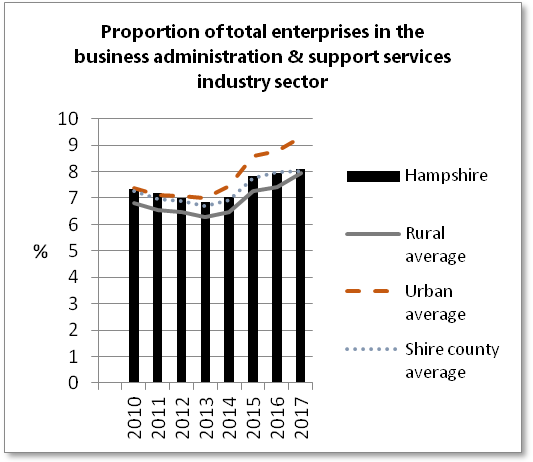 Proportion of total enterprises in the
business administration & support services
industry sector
10
9
8
7
6
5
4
3
2
1
0
%
2010
2011
2012
2013
2014
2015
2016
2017
Hampshire
Rural
average
Urban
average
Shire county
average